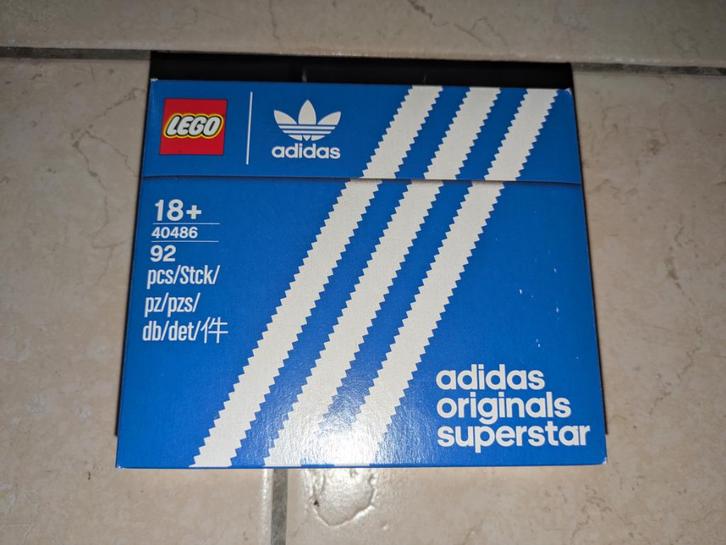 LEGO
adidas
18+
40486
92
pcs/Stck/
pz/pzs/
db/det/件
adidas
originals
superstar